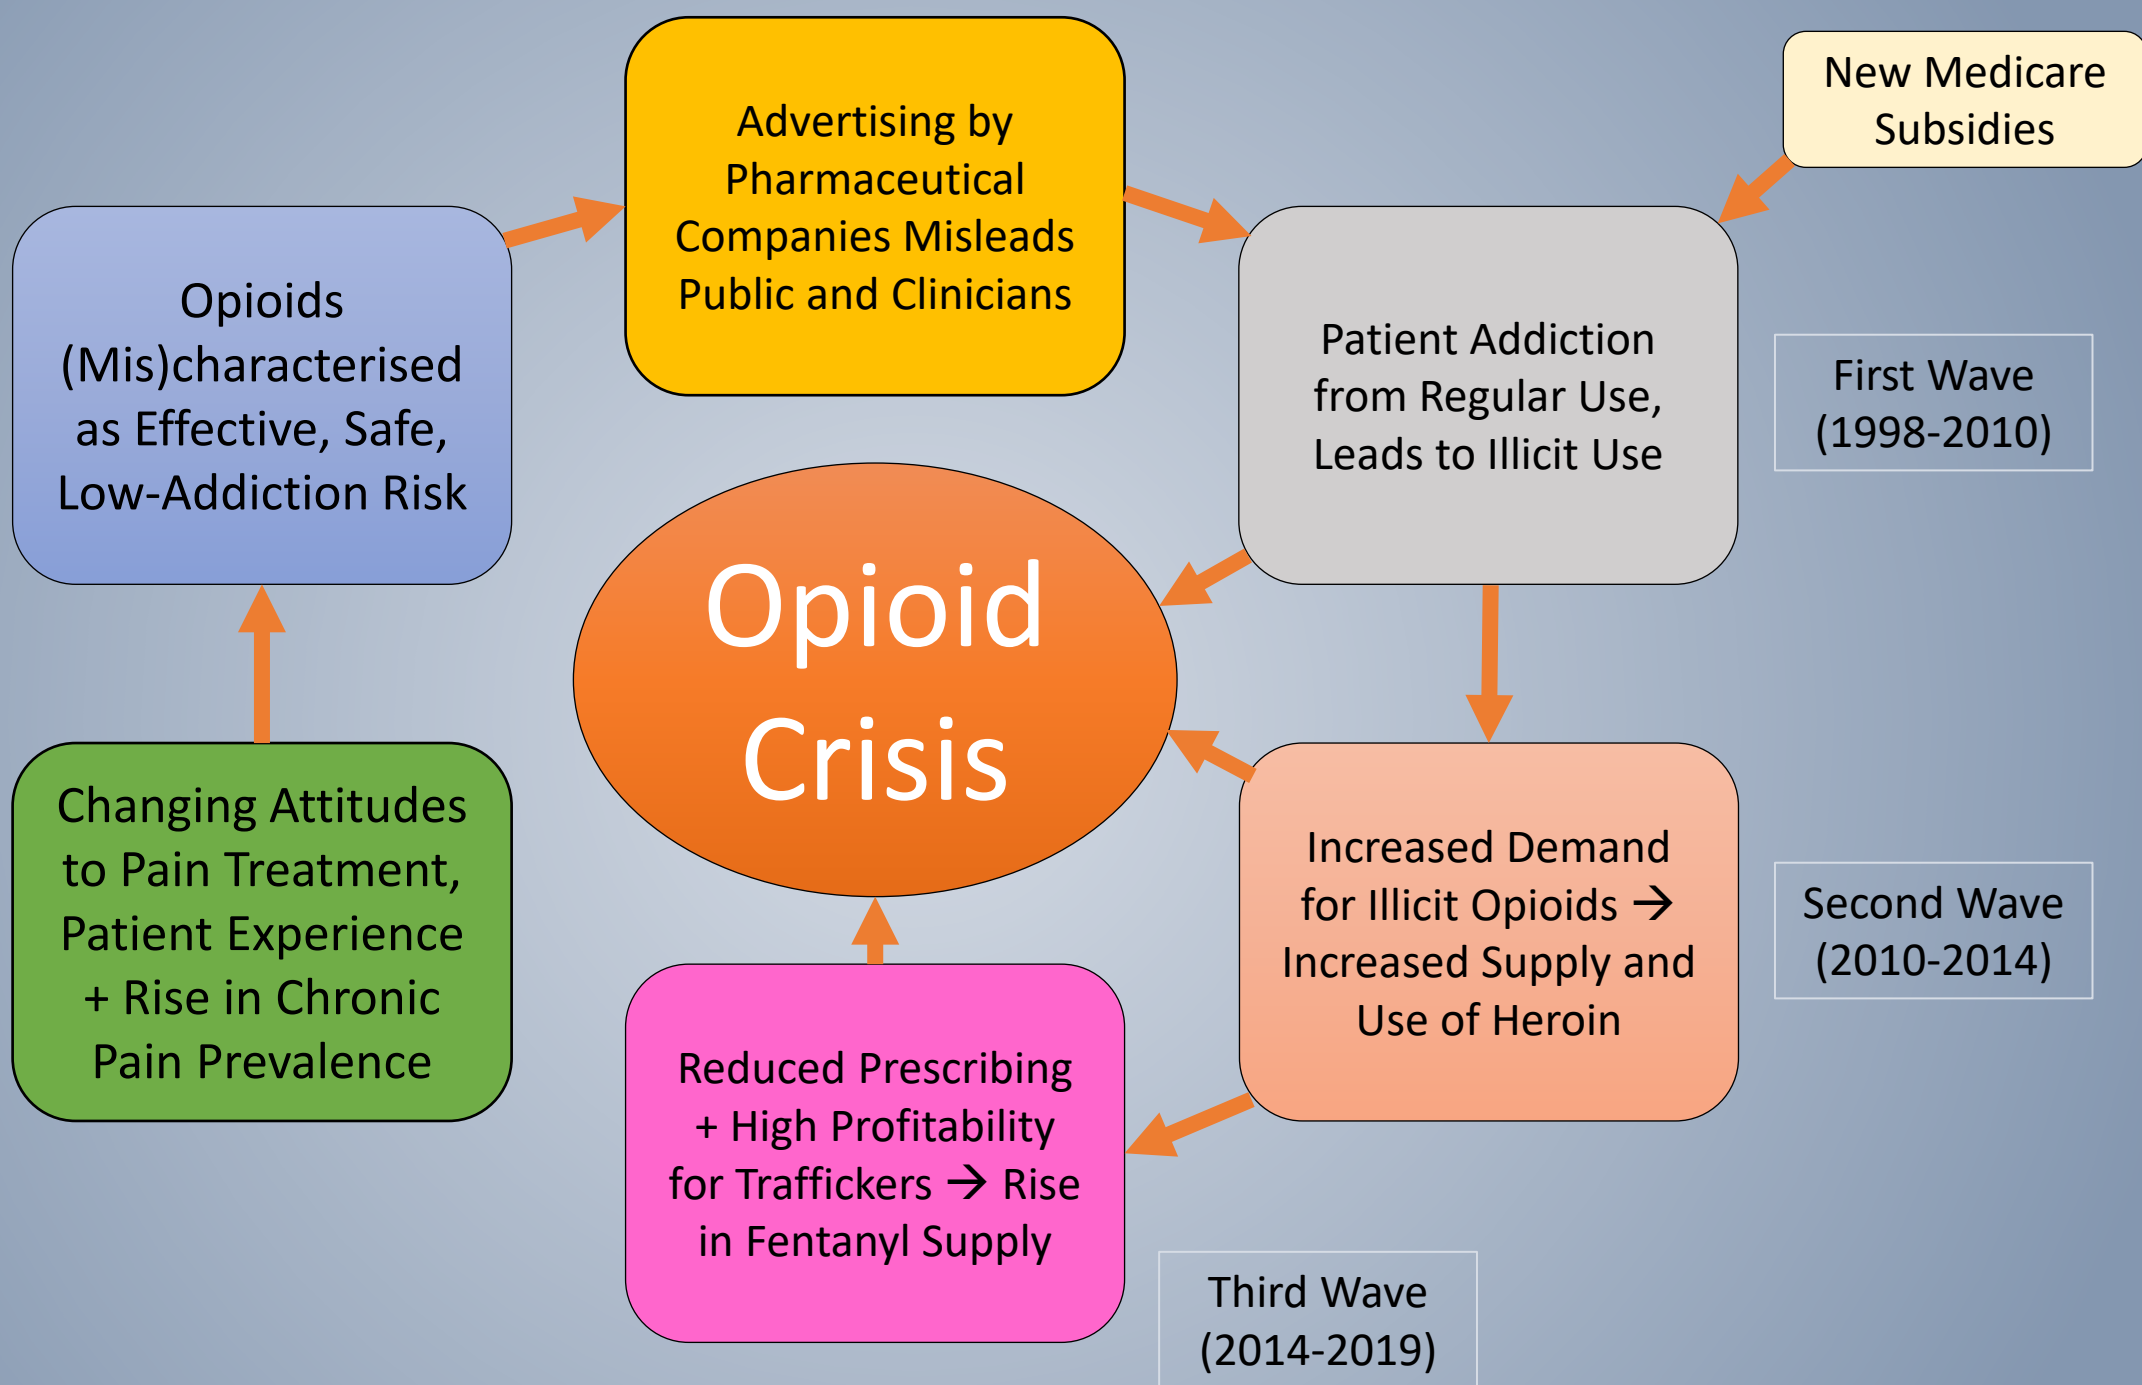 New Medicare
Subsidies
Advertising by
Pharmaceutical
Companies Misleads
Public and Clinicians
Opioids
(Mis)characterised
as Effective, Safe,
Low-Addiction Risk
Patient Addiction
from Regular Use,
Leads to Illicit Use
First Wave
(1998-2010)
Opioid
Crisis
Changing Attitudes
to Pain Treatment,
Patient Experience
+ Rise in Chronic
Pain Prevalence
Increased Demand
for Illicit Opioids →
Increased Supply and
Use of Heroin
Second Wave
(2010-2014)
Reduced Prescribing
+ High Profitability
for Traffickers → Rise
in Fentanyl Supply
Third Wave
(2014-2019)